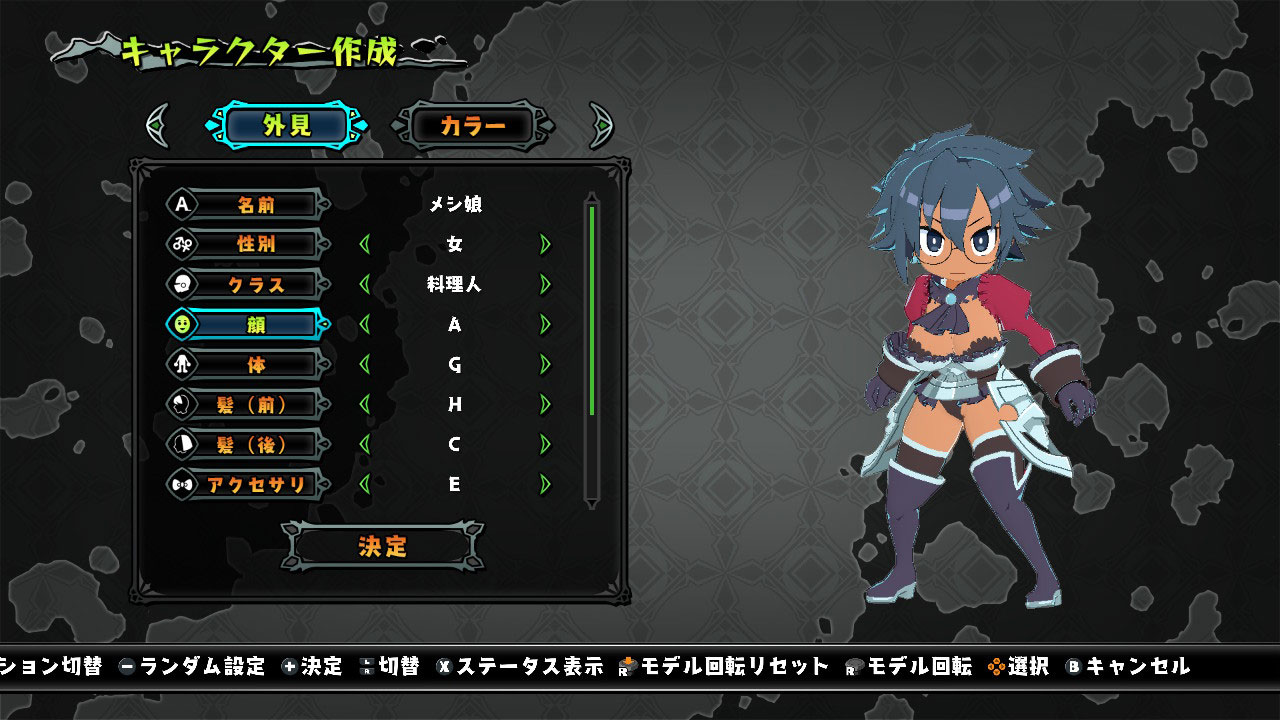 キャラクター作成
外見 カラー
A 名前 メシ娘
性別 女
クラス 料理人
顔 A
体 G
髪（前） H
髪（後） C
アクセサリ E
決定
ション切替 ランダム設定 決定 切替 X ステータス表示 R モデル回転リセット R モデル回転 選択 B キャンセル